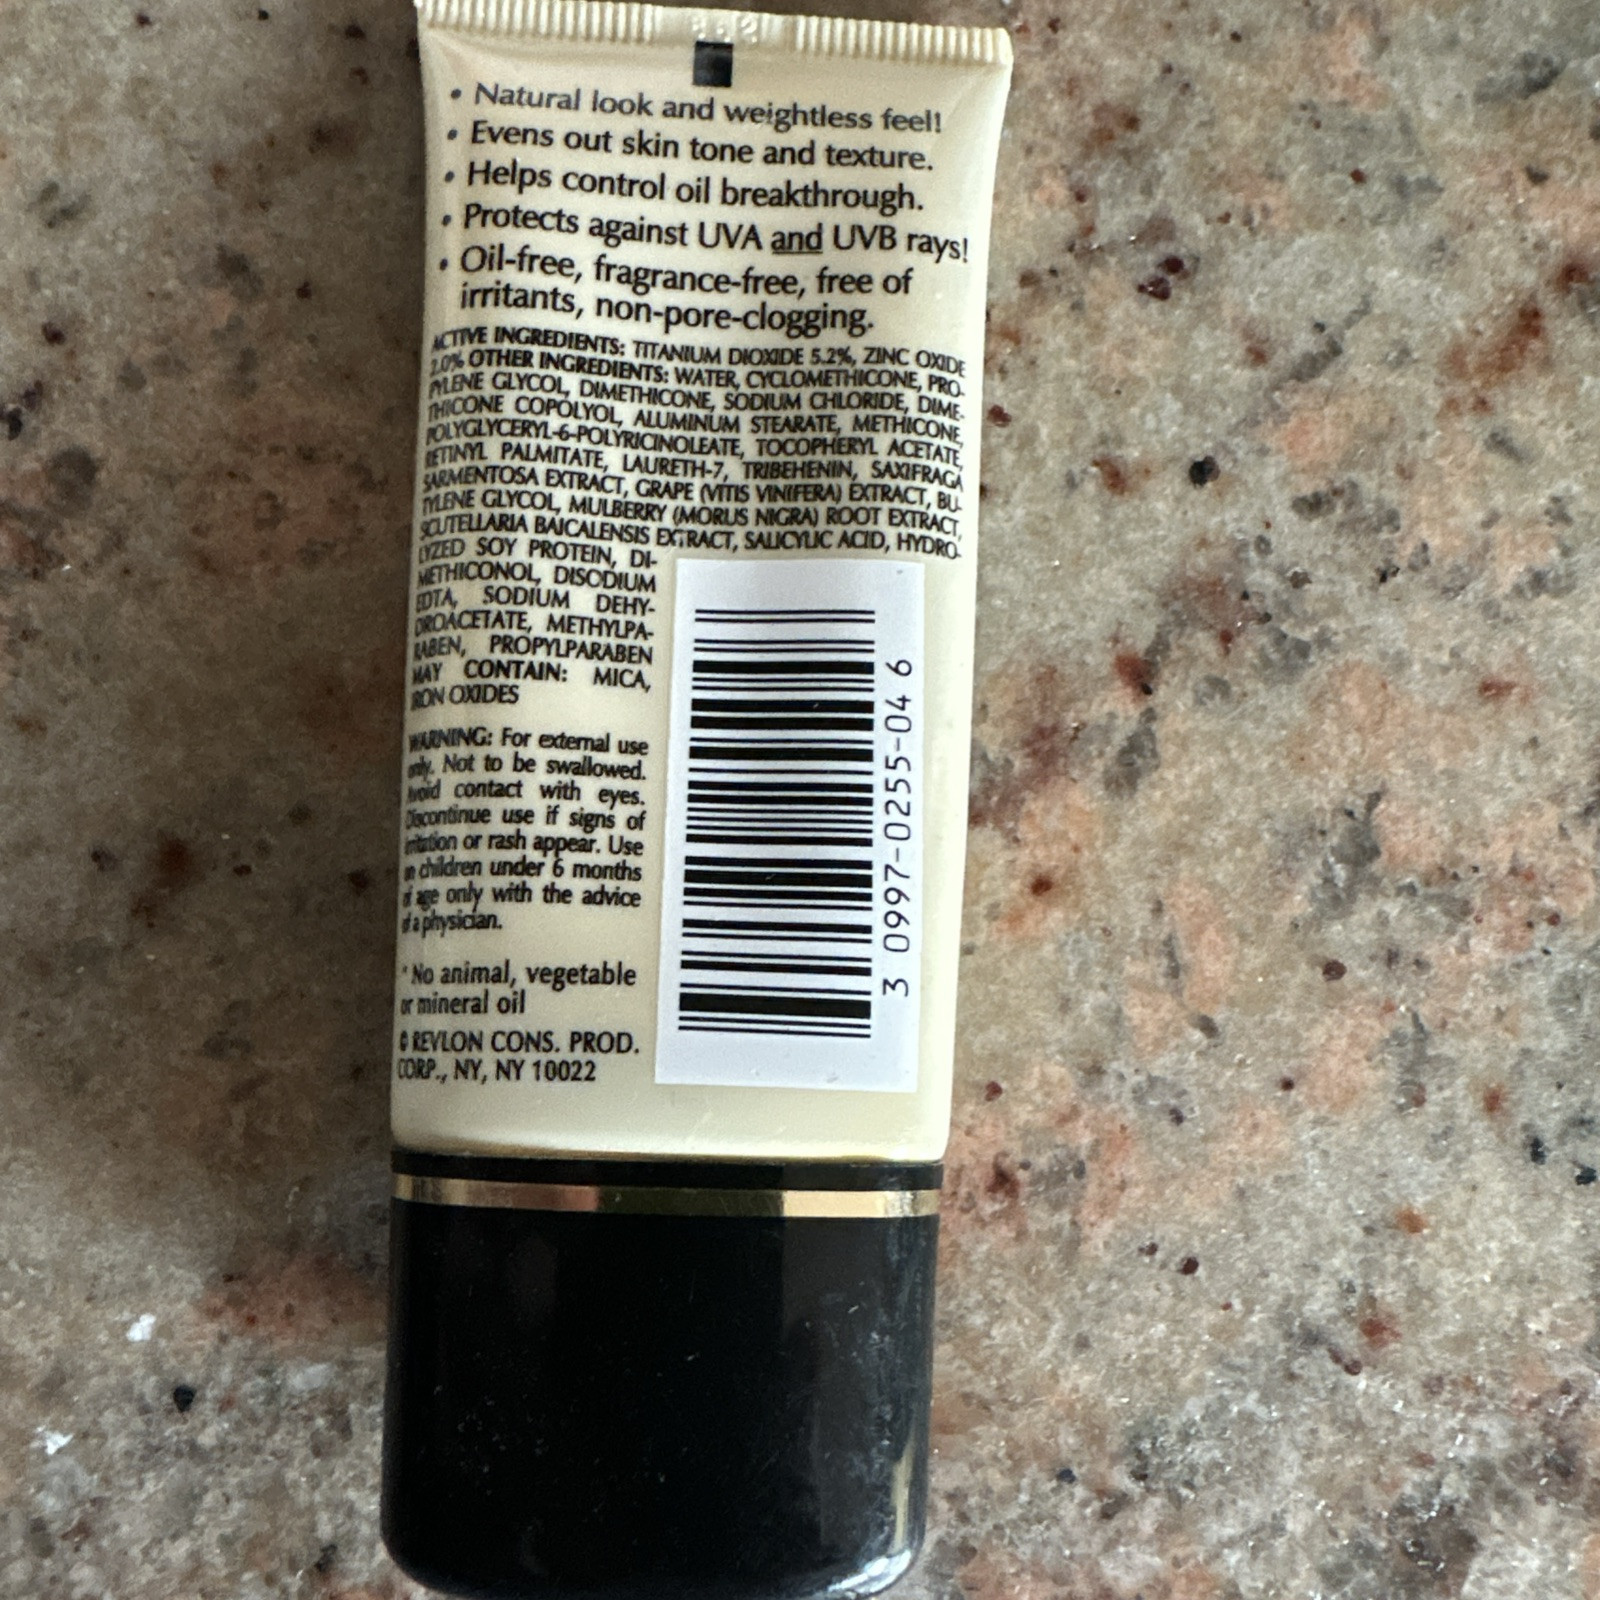 • Natural look and weightless feel!
• Evens out skin tone and texture.
• Helps control oil breakthrough.
• Protects against UVA and UVB rays!
• Oil-free, fragrance-free, free of
irritants, non-pore-clogging.
ACTIVE INGREDIENTS: TITANIUM DIOXIDE 5.2%, ZINC OXIDE
2.0% OTHER INGREDIENTS: WATER, CYCLOMETHICONE, PRO-
PYLENE GLYCOL, DIMETHICONE, SODIUM CHLORIDE, DIME-
THICONE COPOLYOL, ALUMINUM STEARATE, METHICONE,
POLYGLYCERYL-6-POLYRICINOLEATE, TOCOPHERYL ACETATE,
RETINYL PALMITATE, LAURETH-7, TRIBEHENIN, SAXIFRAGA
SARMENTOSA EXTRACT, GRAPE (VITIS VINIFERA) EXTRACT, BU-
TYLENE GLYCOL, MULBERRY (MORUS NIGRA) ROOT EXTRACT,
SCUTELLARIA BAICALENSIS EXTRACT, SALICYLIC ACID, HYDRO-
LYZED SOY PROTEIN, DI-
METHICONOL, DISODIUM
EDTA, SODIUM DEHY-
DROACETATE, METHYLPA-
RABEN, PROPYLPARABEN
MAY CONTAIN: MICA,
IRON OXIDES
WARNING: For external use
only. Not to be swallowed.
Avoid contact with eyes.
Discontinue use if signs of
irritation or rash appear. Use
on children under 6 months
of age only with the advice
of a physician.
* No animal, vegetable
or mineral oil
© REVLON CONS. PROD.
CORP., NY, NY 10022
3 0997-0255-04 6